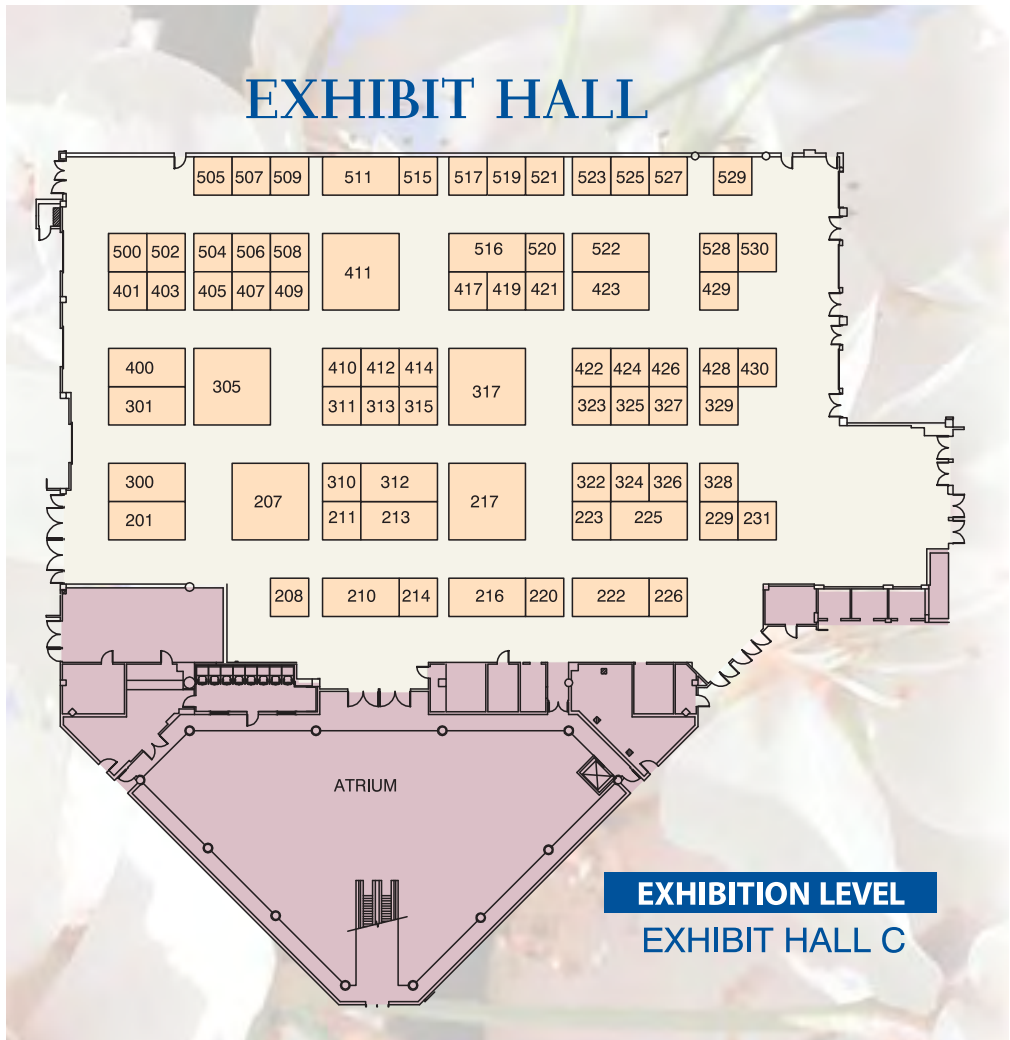 EXHIBIT HALL
505 507 509 511 515 517 519 521 523 525 527 529
500 502 504 506 508 411 516 520 522 528 530
401 403 405 407 409 417 419 421 423 429
400 305 410 412 414 317 422 424 426 428 430
301 311 313 315 323 325 327 329
300 207 310 312 217 322 324 326 328
201 211 213 223 225 229 231
208 210 214 216 220 222 226
ATRIUM
EXHIBITION LEVEL
EXHIBIT HALL C